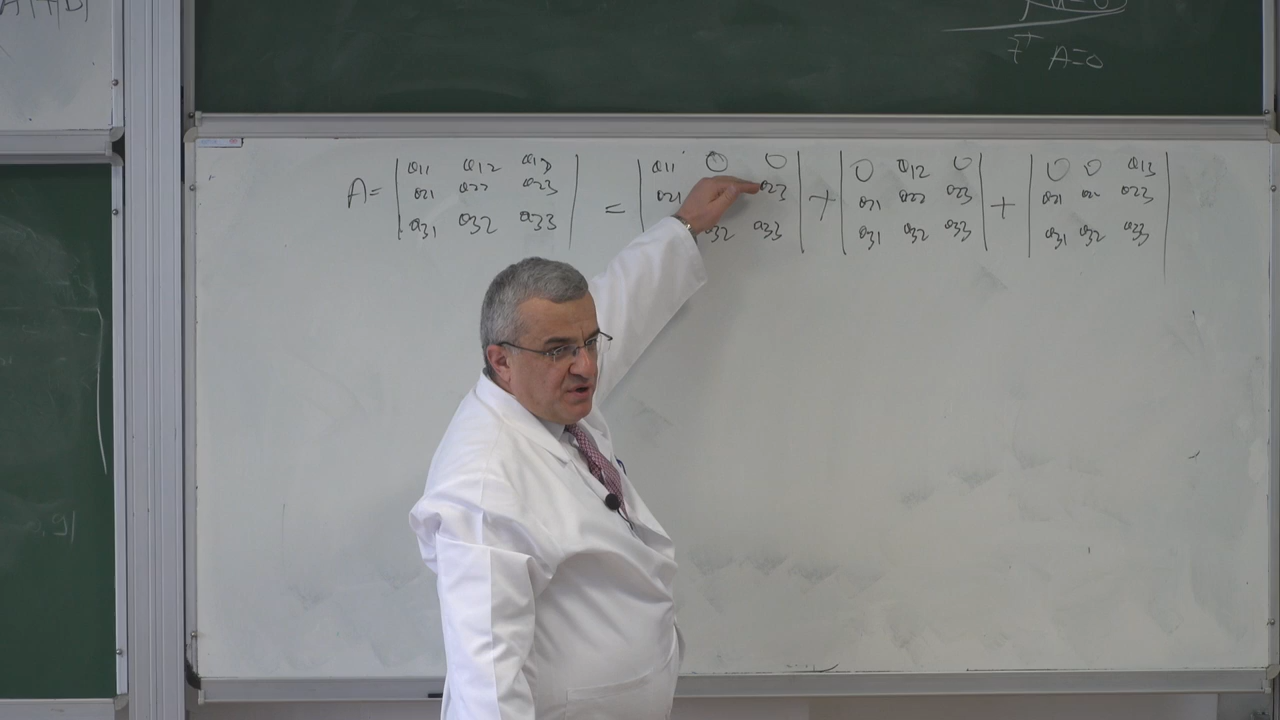 A|+|B|
7⁺ A=0
A= | a11 a12 a13 | = | a11 0 0 | + | 0 a12 0 | + | 0 0 a13 |
| a21 a22 a23 | | a21 a23 | | a21 a22 a23 | | a21 a22 a23 |
| a31 a32 a33 | | a32 a33 | | a31 a32 a33 | | a31 a32 a33 |